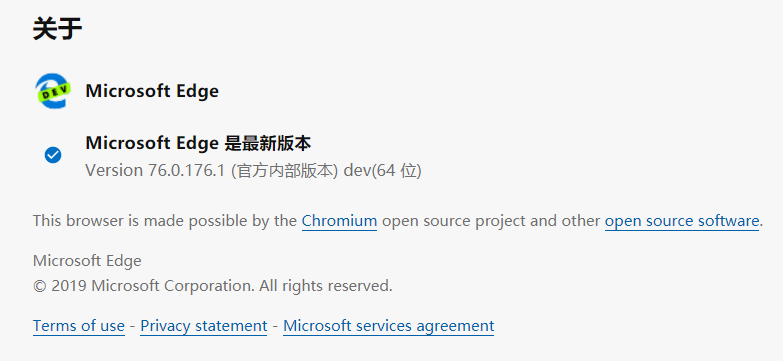 关于
DEV
Microsoft Edge
Microsoft Edge 是最新版本
Version 76.0.176.1 (官方内部版本) dev(64 位)
This browser is made possible by the Chromium open source project and other open source software.
Microsoft Edge
© 2019 Microsoft Corporation. All rights reserved.
Terms of use - Privacy statement - Microsoft services agreement